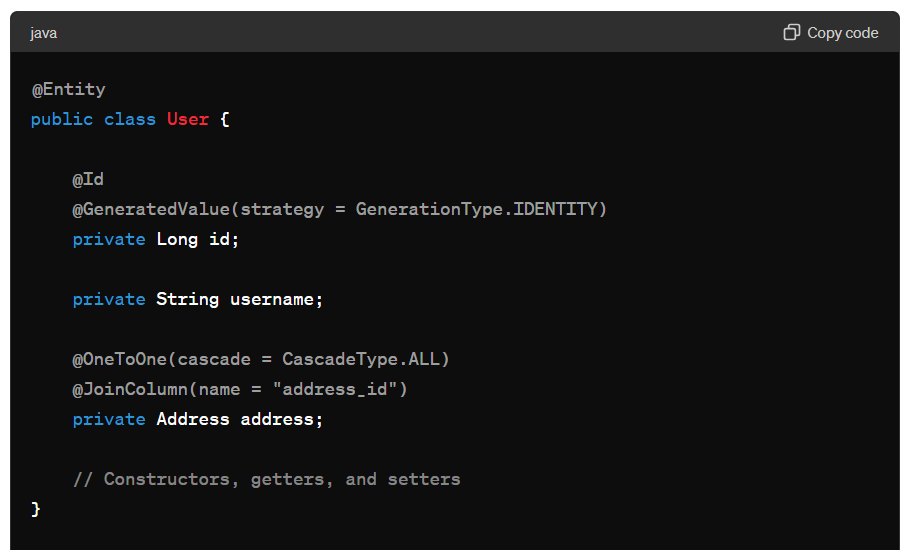 java
Copy code
@Entity
public class User {
@Id
@GeneratedValue(strategy = GenerationType.IDENTITY)
private Long id;
private String username;
@OneToOne(cascade = CascadeType.ALL)
@JoinColumn(name = "address_id")
private Address address;
// Constructors, getters, and setters
}